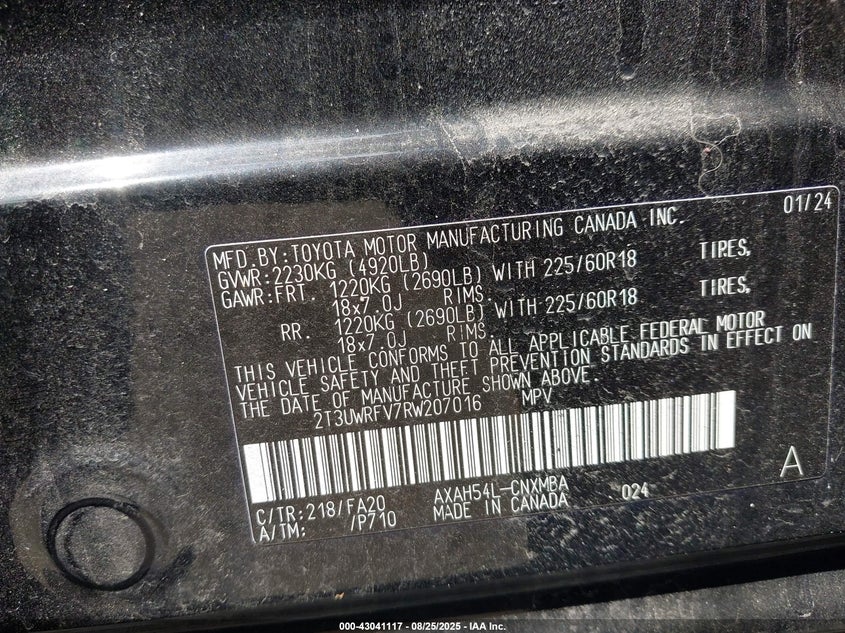 01/24
MFD.BY:TOYOTA MOTOR MANUFACTURING CANADA INC.
GVWR:2230KG (4920LB)
GAWR:FRT. 1220KG (2690LB) WITH 225/60R18 TIRES,
18x7.0J RIMS.
RR. 1220KG (2690LB) WITH 225/60R18 TIRES,
18x7.0J RIMS.
THIS VEHICLE CONFORMS TO ALL APPLICABLE FEDERAL MOTOR
VEHICLE SAFETY AND THEFT PREVENTION STANDARDS IN EFFECT ON
THE DATE OF MANUFACTURE SHOWN ABOVE.
2T3UWRFV7RW207016 MPV
A
C/TR:218/FA20 AXAH54L-CNXMBA 024
A/TM: /P710 MADE IN CANADA
000-43041117 - 08/25/2025 - IAA Inc.